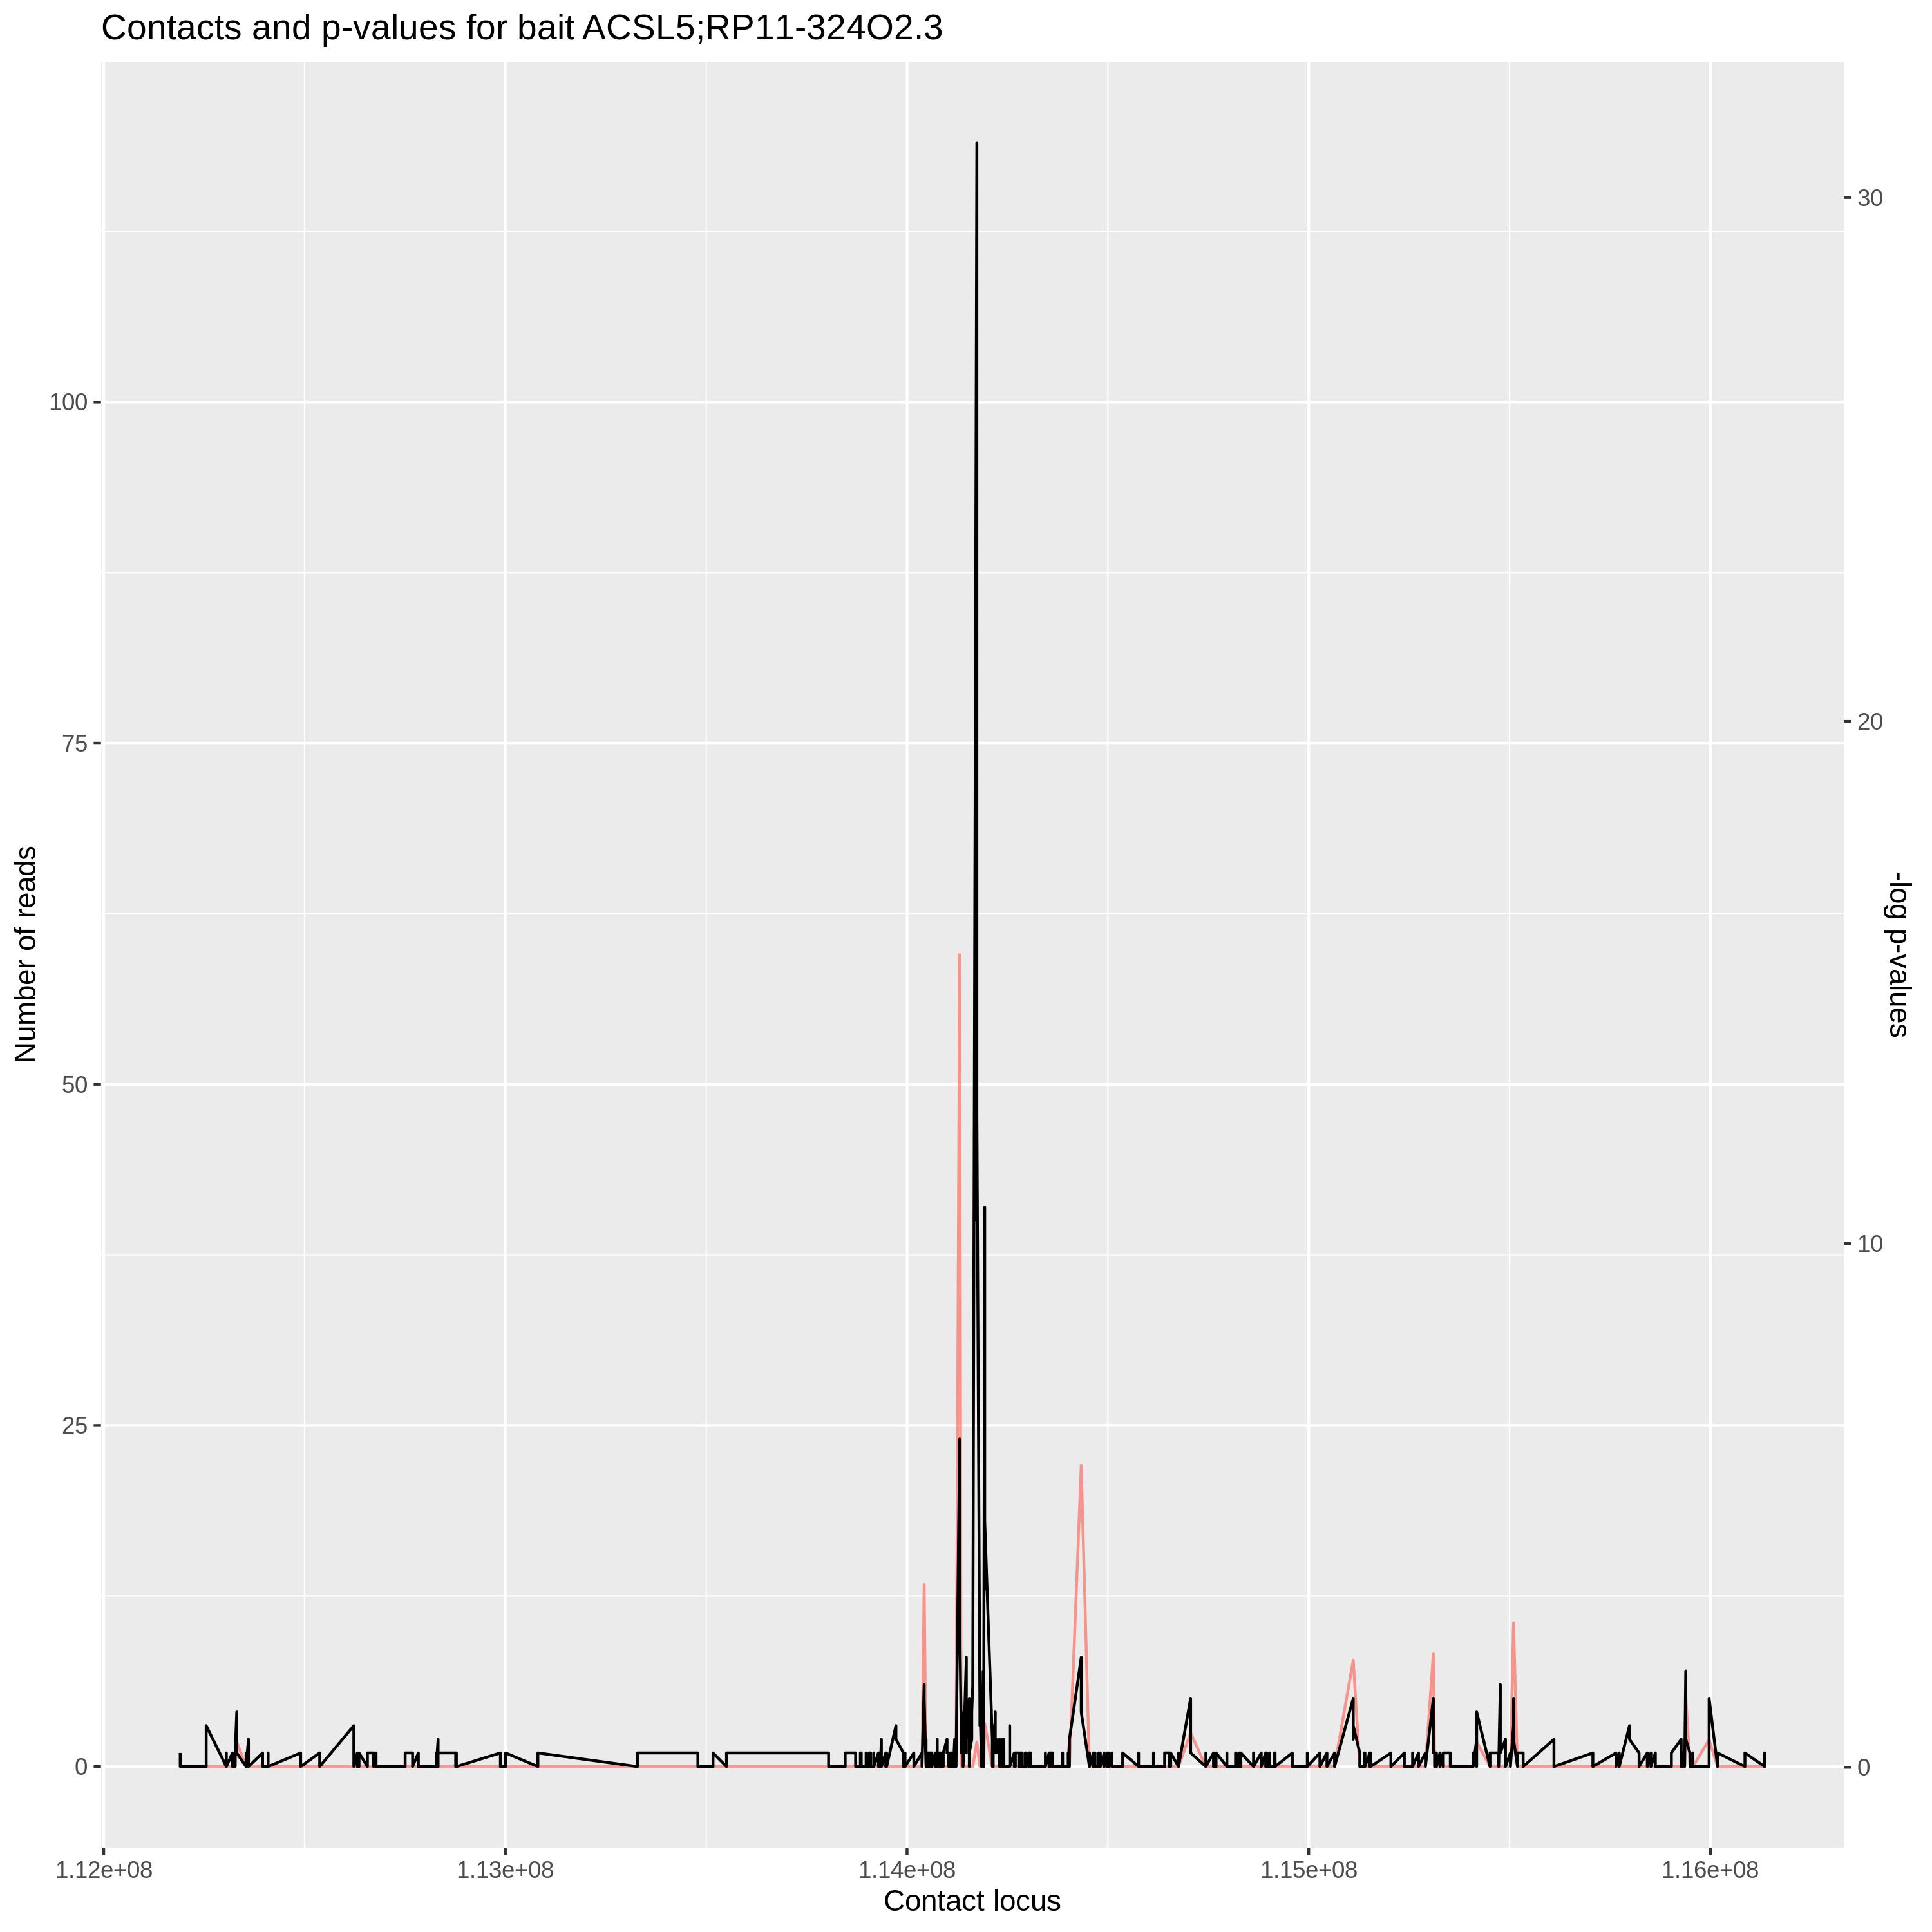 Contacts and p-values for bait ACSL5;RP11-324O2.3
Number of reads
100
75
50
25
0
30
20
10
0
-log p-values
1.12e+08
1.13e+08
1.14e+08
1.15e+08
1.16e+08
Contact locus